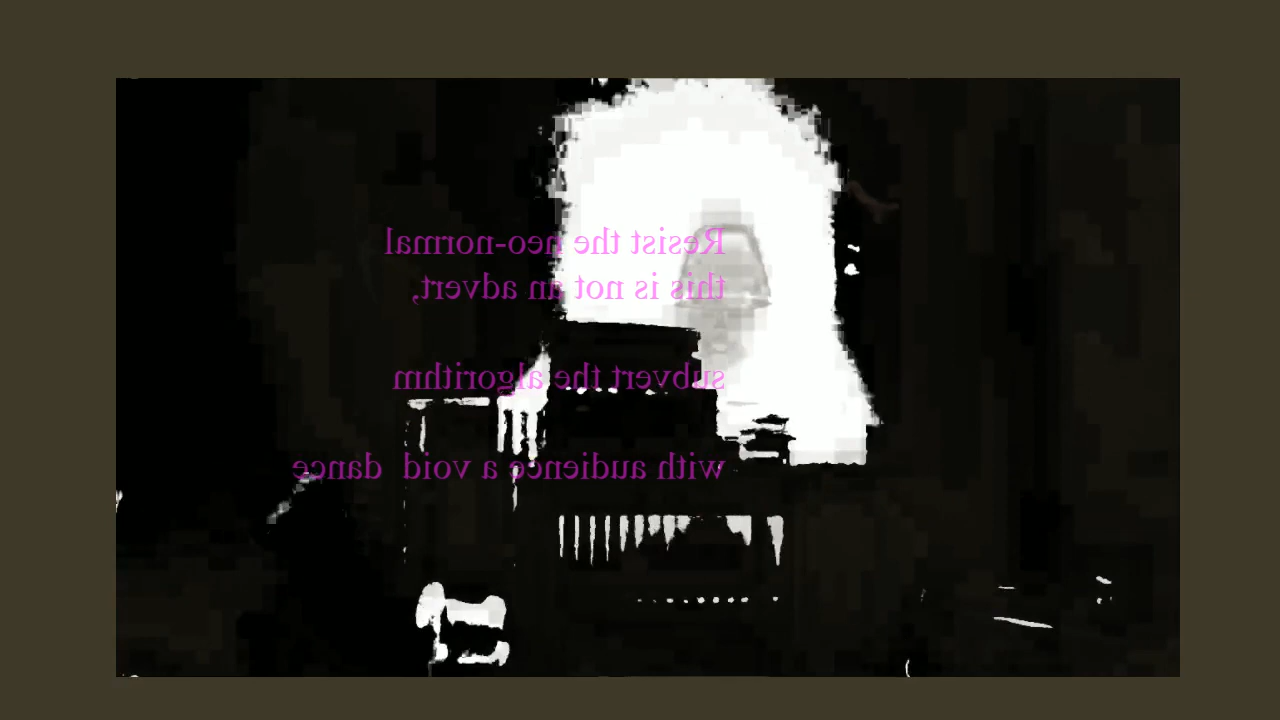 Resist the neo-normal
this is not an advert,
subvert the algorithm
with audience a void dance